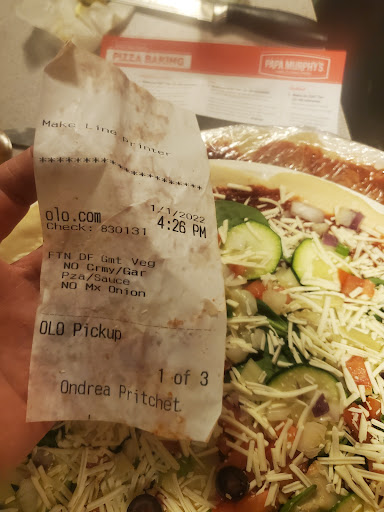 PIZZA BAKING
PAPA MURPHY'S
Make Line Printer
**********************
olo.com 1/1/2022
Check: 830131 4:26 PM
FTN DF Gmt Veg
NO Crmy/Gar
Pza/Sauce
NO Mx Onion
OLO Pickup
1 of 3
Ondrea Pritchet